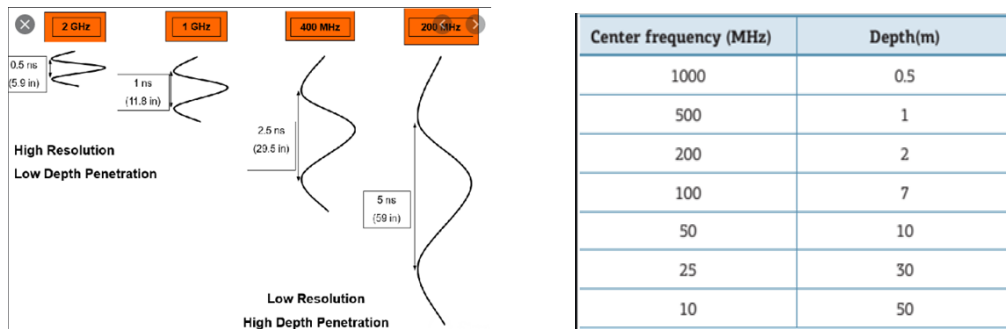 2 GHz
1 GHz
400 MHz
200 MHz
0.5 ns
(5.9 in)
1 ns
(11.8 in)
2.5 ns
(29.5 in)
5 ns
(59 in)
High Resolution
Low Depth Penetration
Low Resolution
High Depth Penetration
Center frequency (MHz) Depth(m)
1000 0.5
500 1
200 2
100 7
50 10
25 30
10 50